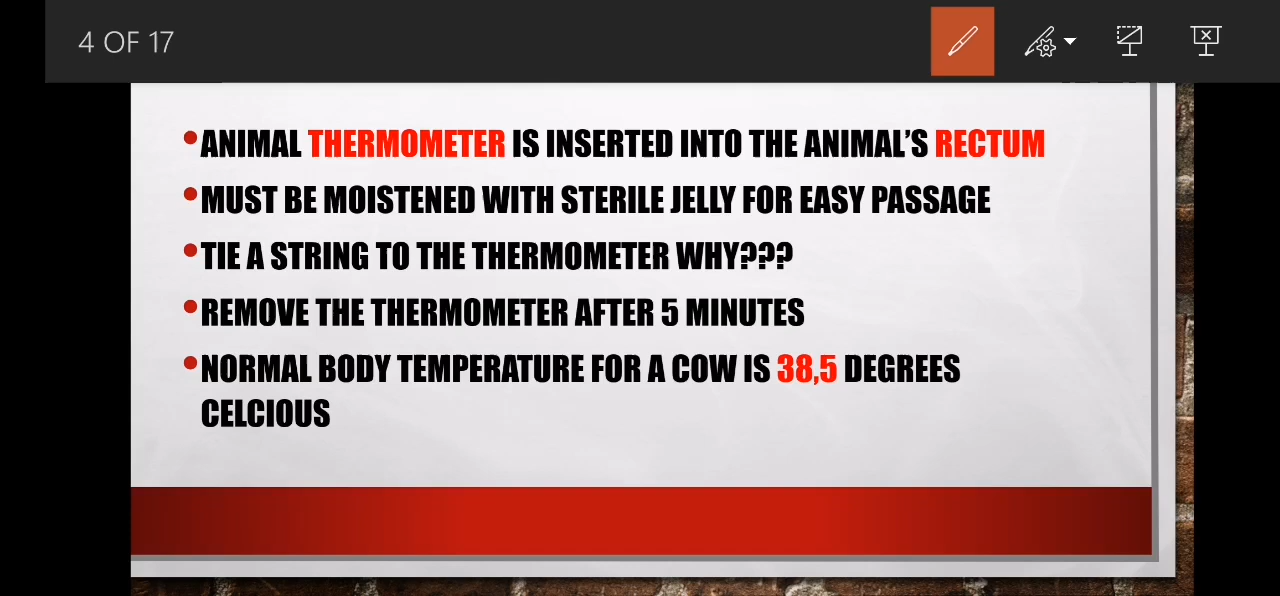 4 OF 17
•ANIMAL THERMOMETER IS INSERTED INTO THE ANIMAL’S RECTUM
•MUST BE MOISTENED WITH STERILE JELLY FOR EASY PASSAGE
•TIE A STRING TO THE THERMOMETER WHY???
•REMOVE THE THERMOMETER AFTER 5 MINUTES
•NORMAL BODY TEMPERATURE FOR A COW IS 38,5 DEGREES
CELCIOUS